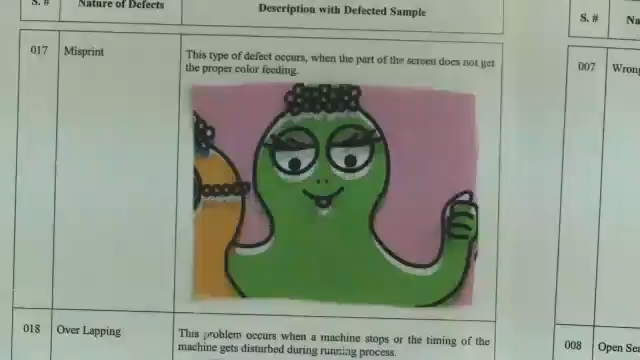 S. # Nature of Defects Description with Defected Sample
017 Misprint This type of defect occurs, when the part of the screen does not get
the proper color feeding.
018 Over Lapping This problem occurs when a machine stops or the timing of the
machine gets disturbed during running process.
S. #
007 Wrong
008 Open